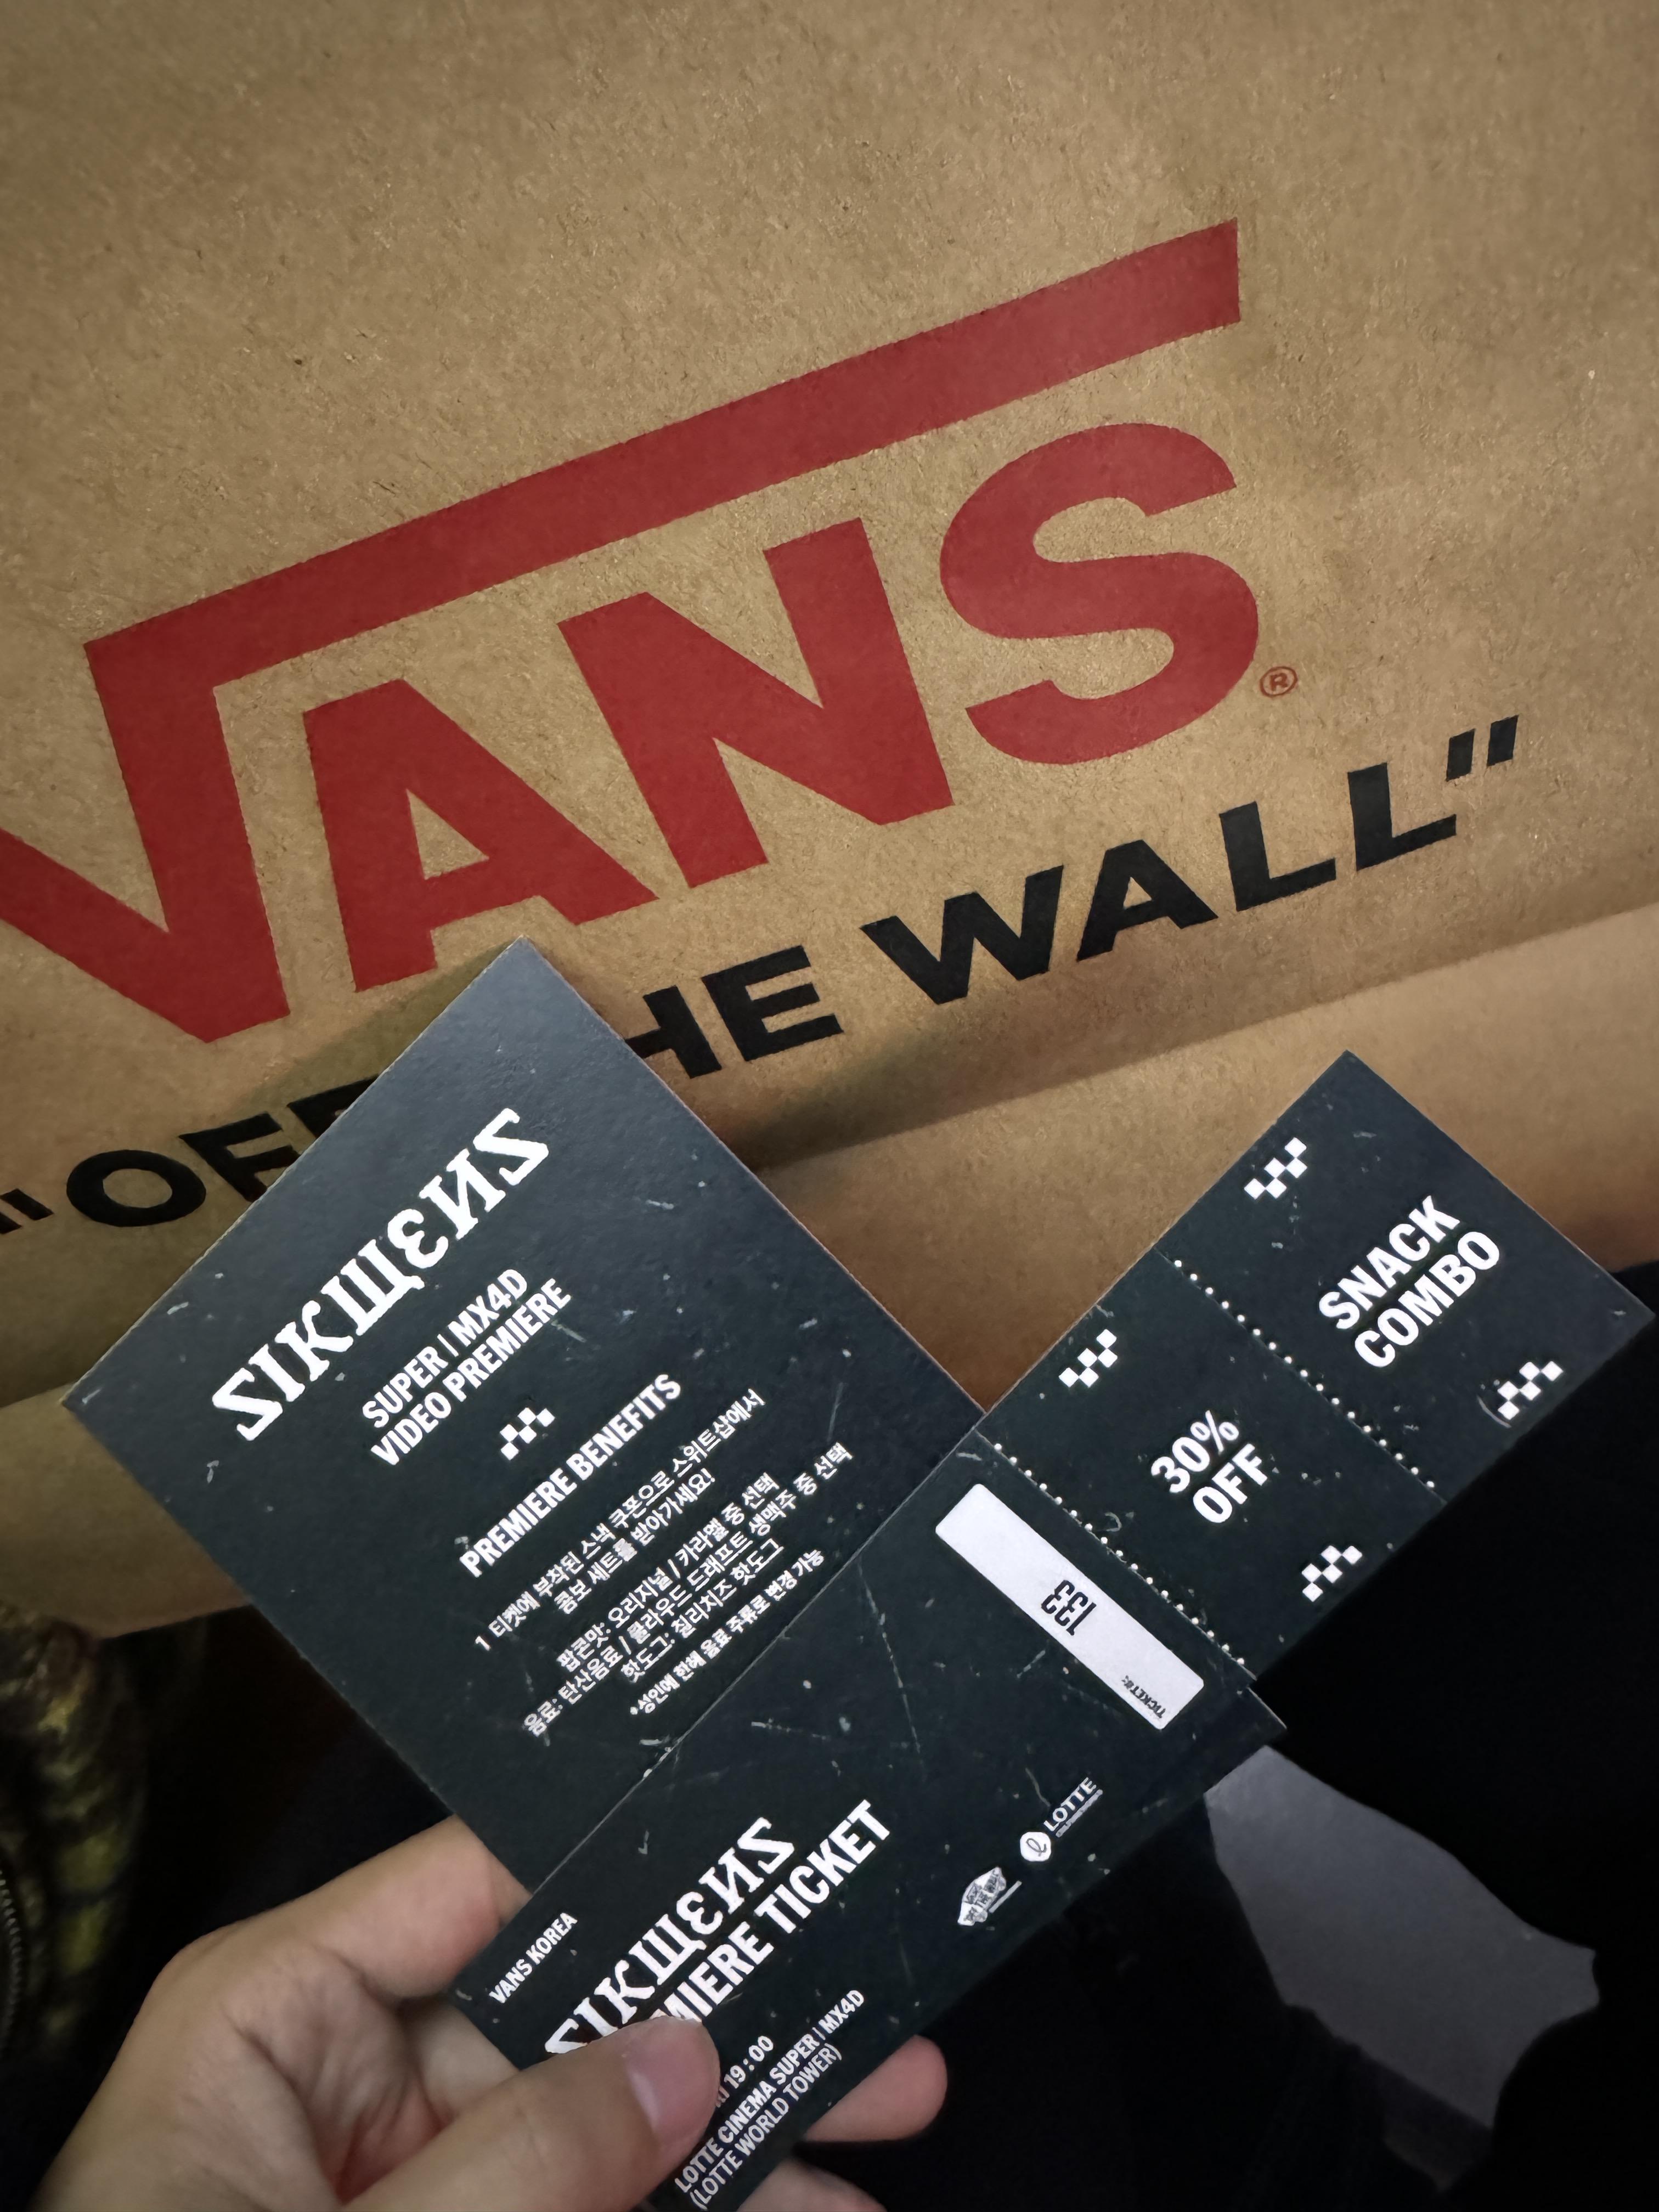 VANS®
"OFF THE WALL"
SIKШƐИS
SUPER | MX4D
VIDEO PREMIERE
PREMIERE BENEFITS
1 티켓에 부착된 스낵 쿠폰으로 스위트샵에서
콤보 세트를 받아가세요!
팝콘맛: 오리지널 / 카라멜 중 선택
음료: 탄산음료 / 클라우드 드래프트 생맥주 중 선택
핫도그: 칠리치즈 핫도그
*성인에 한해 음료 주류로 변경 가능
SNACK
COMBO
30%
OFF
TICKET#:
133
VANS KOREA
SIKШƐИS
MIERE TICKET
19:00
LOTTE CINEMA SUPER | MX4D
(LOTTE WORLD TOWER)
LOTTE